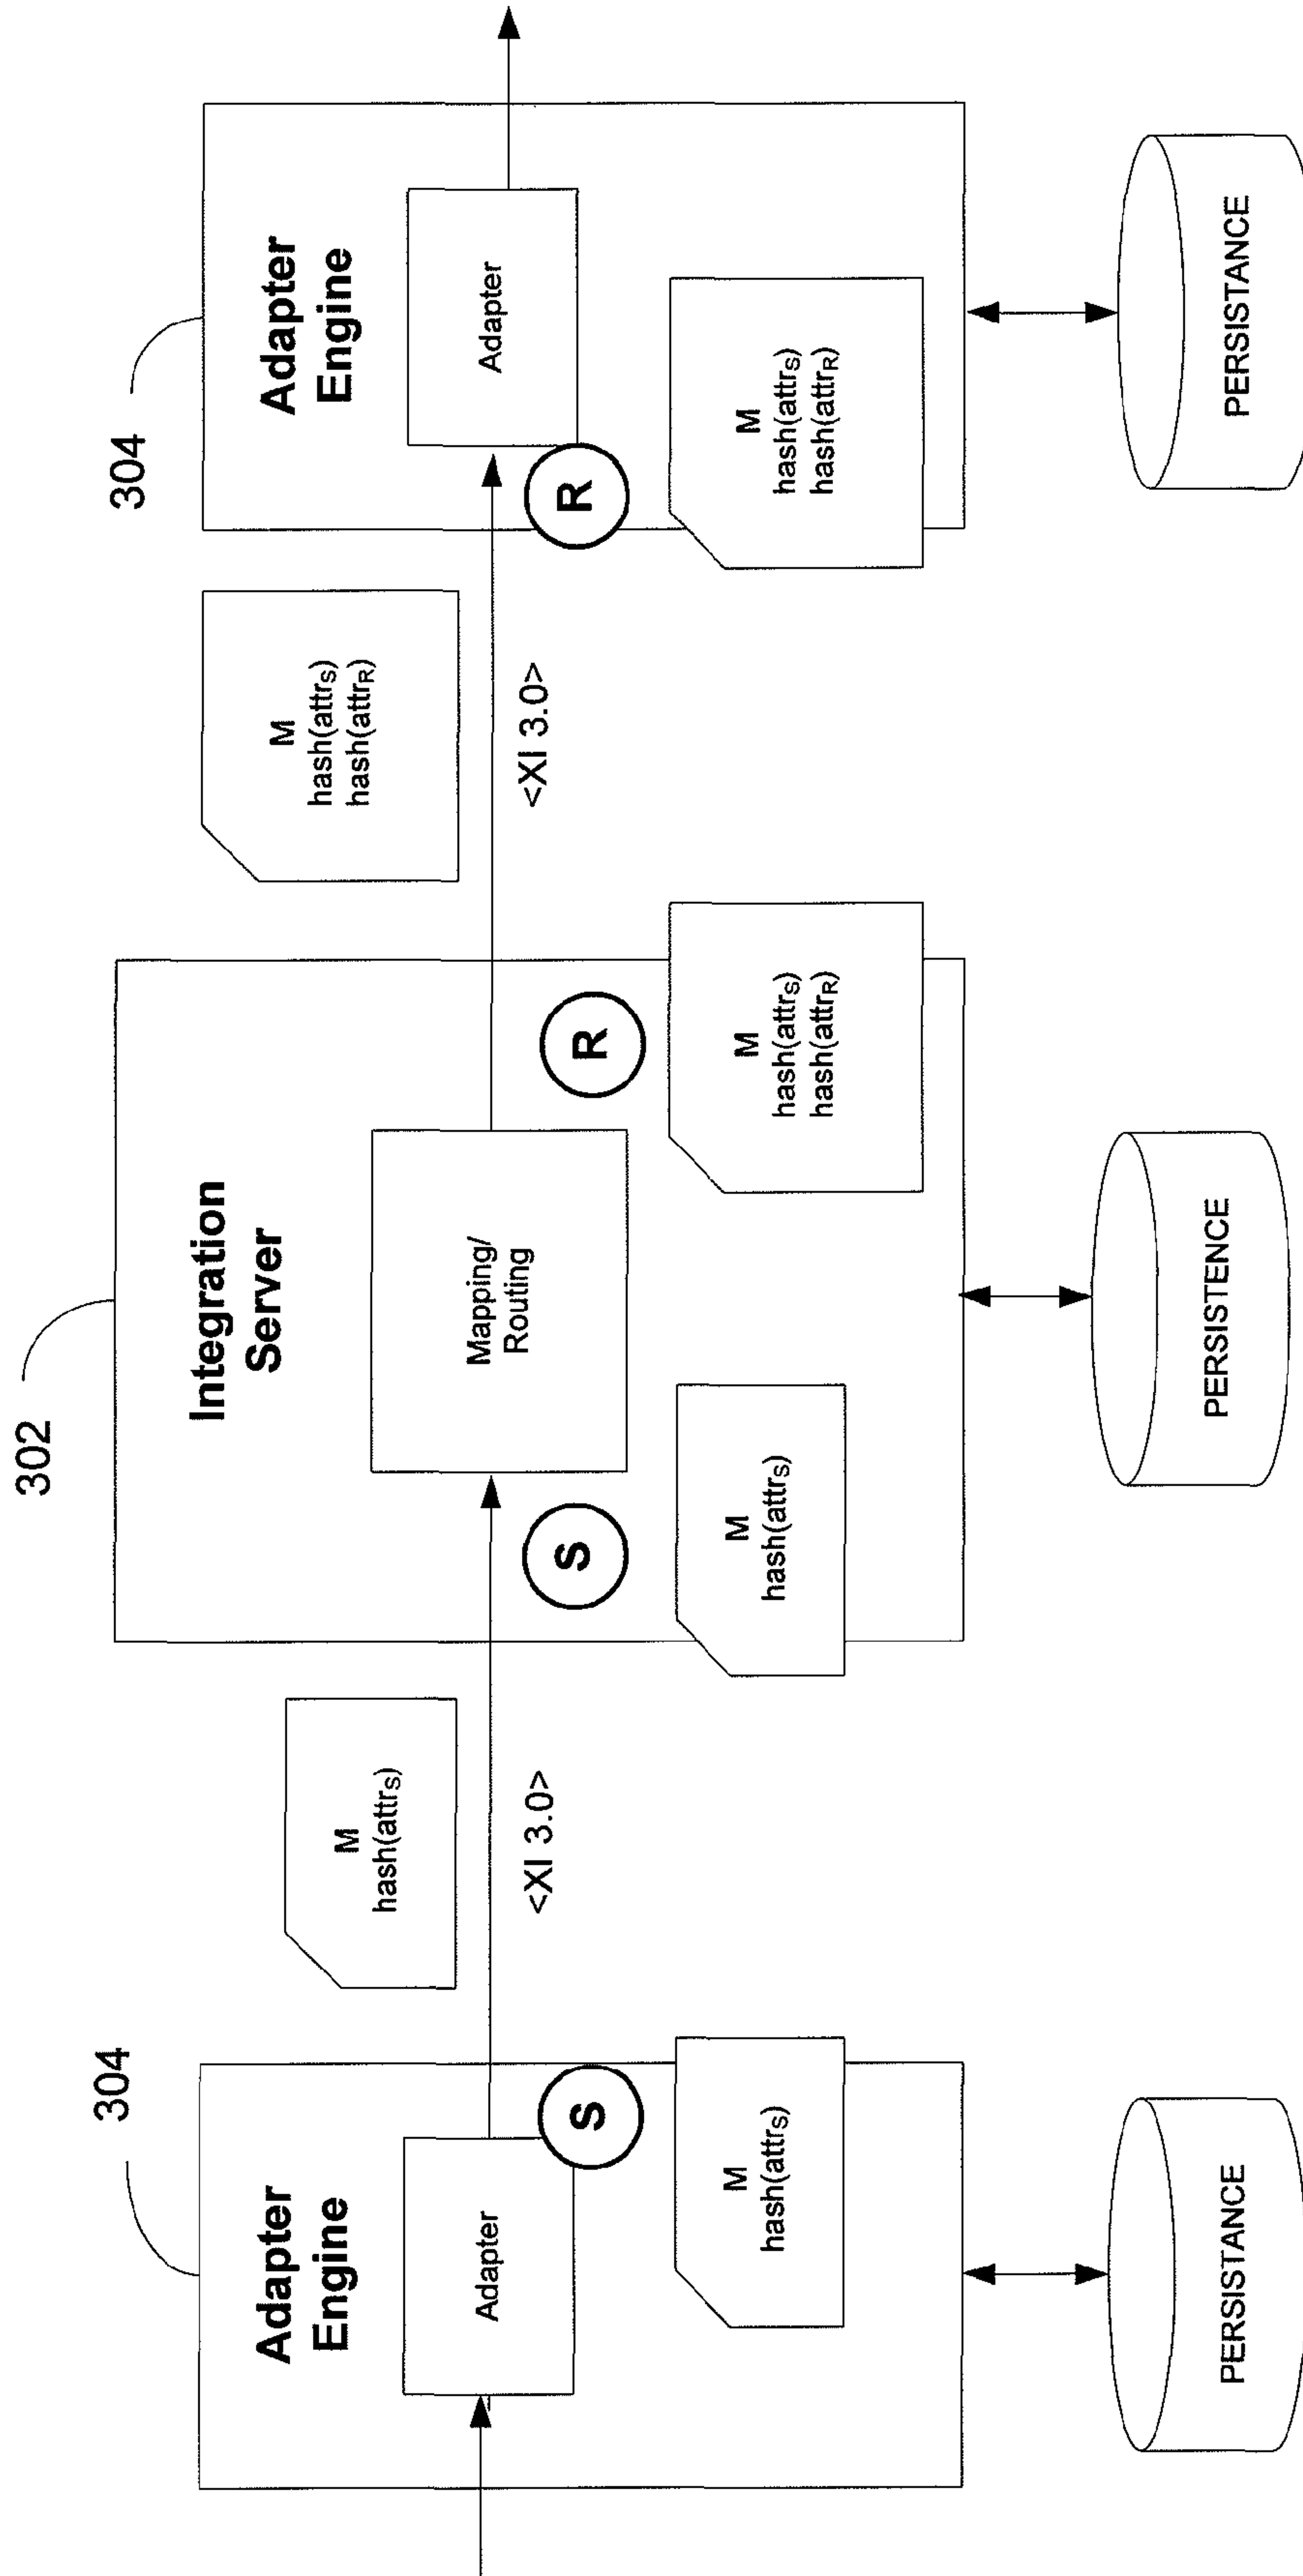 304
Adapter
Engine
Adapter
S
M
hash(attrS)
PERSISTANCE
M
hash(attrS)
<XI 3.0>
302
Integration
Server
Mapping/
Routing
S
R
M
hash(attrS)
M
hash(attrS)
hash(attrR)
PERSISTENCE
M
hash(attrS)
hash(attrR)
<XI 3.0>
304
Adapter
Engine
Adapter
R
M
hash(attrS)
hash(attrR)
PERSISTANCE